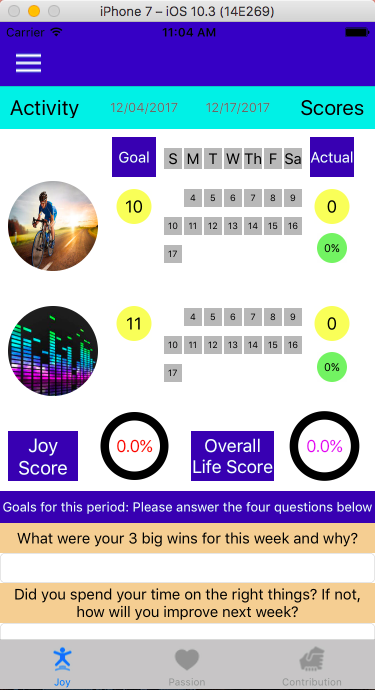 iPhone 7 – iOS 10.3 (14E269)
Carrier 11:04 AM
Activity 12/04/2017 12/17/2017 Scores
Goal S M T W Th F Sa Actual
10 4 5 6 7 8 9 0
10 11 12 13 14 15 16
17 0%
11 4 5 6 7 8 9 0
10 11 12 13 14 15 16
17 0%
Joy
Score
0.0%
Overall
Life Score
0.0%
Goals for this period: Please answer the four questions below
What were your 3 big wins for this week and why?
Did you spend your time on the right things? If not,
how will you improve next week?
Joy Passion Contribution